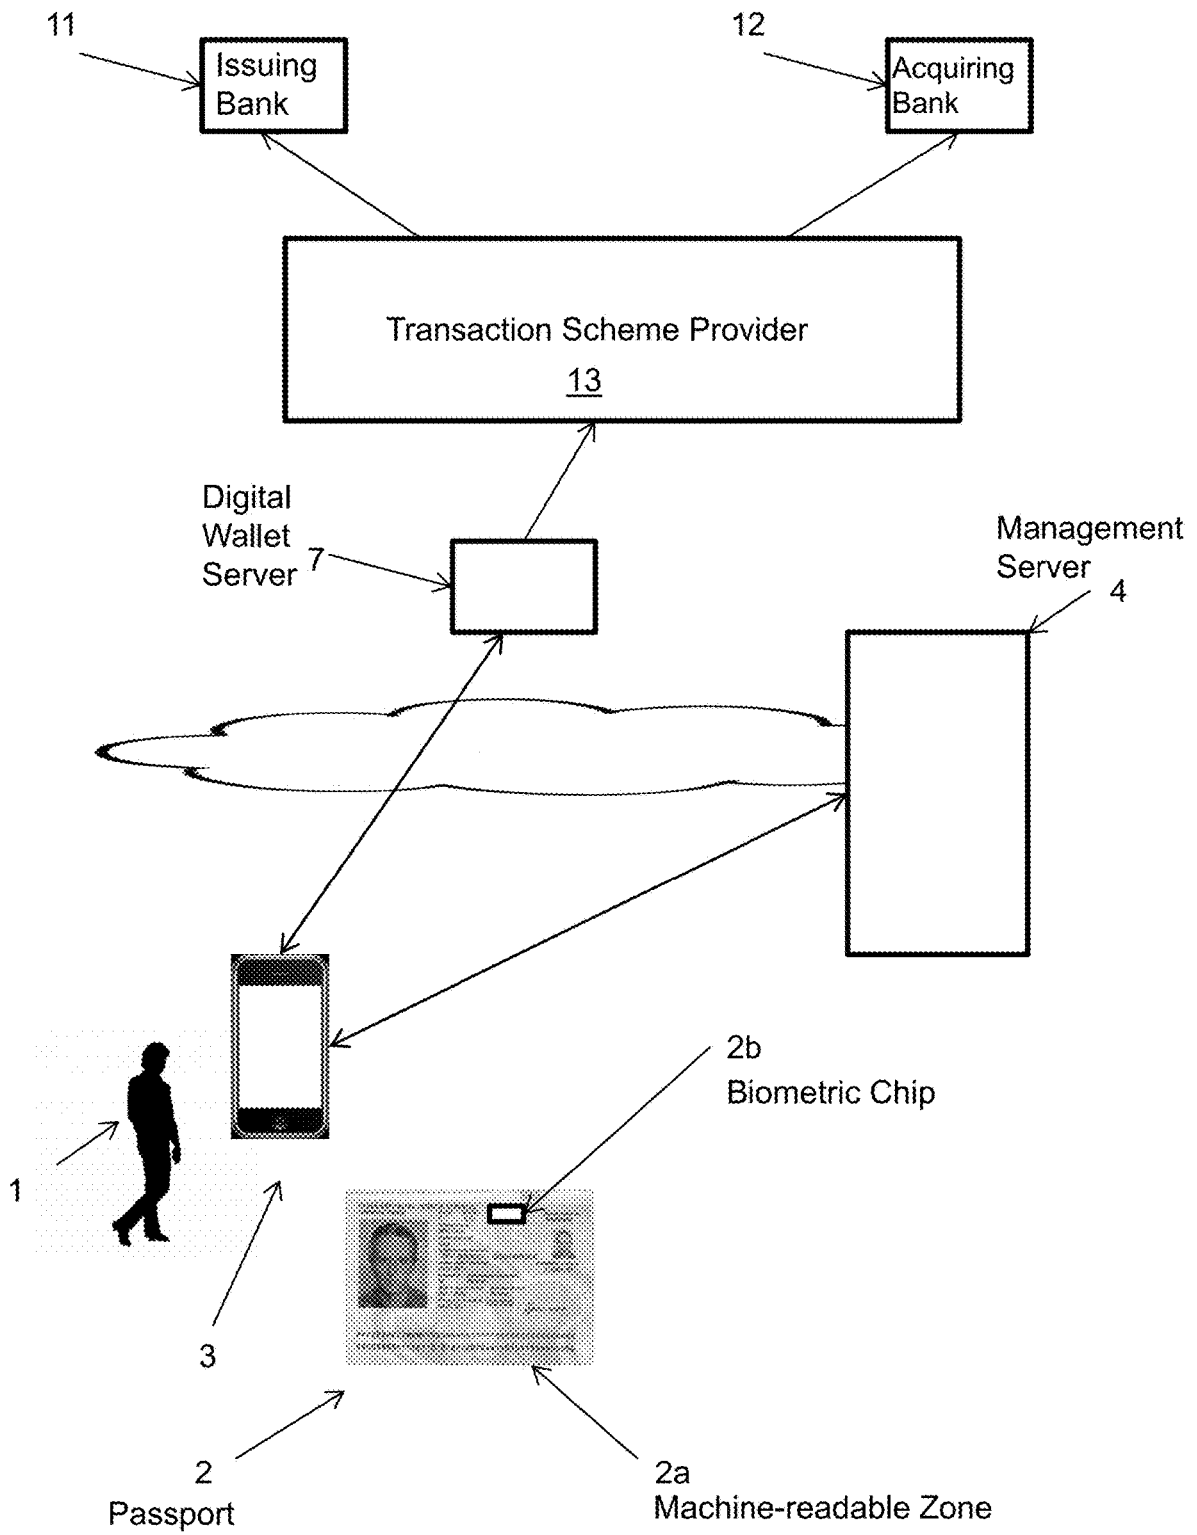 11
12
Issuing
Bank
Acquiring
Bank
Transaction Scheme Provider
13
Digital
Wallet
Server 7
Management
Server
4
2b
Biometric Chip
1
3
2
Passport
2a
Machine-readable Zone